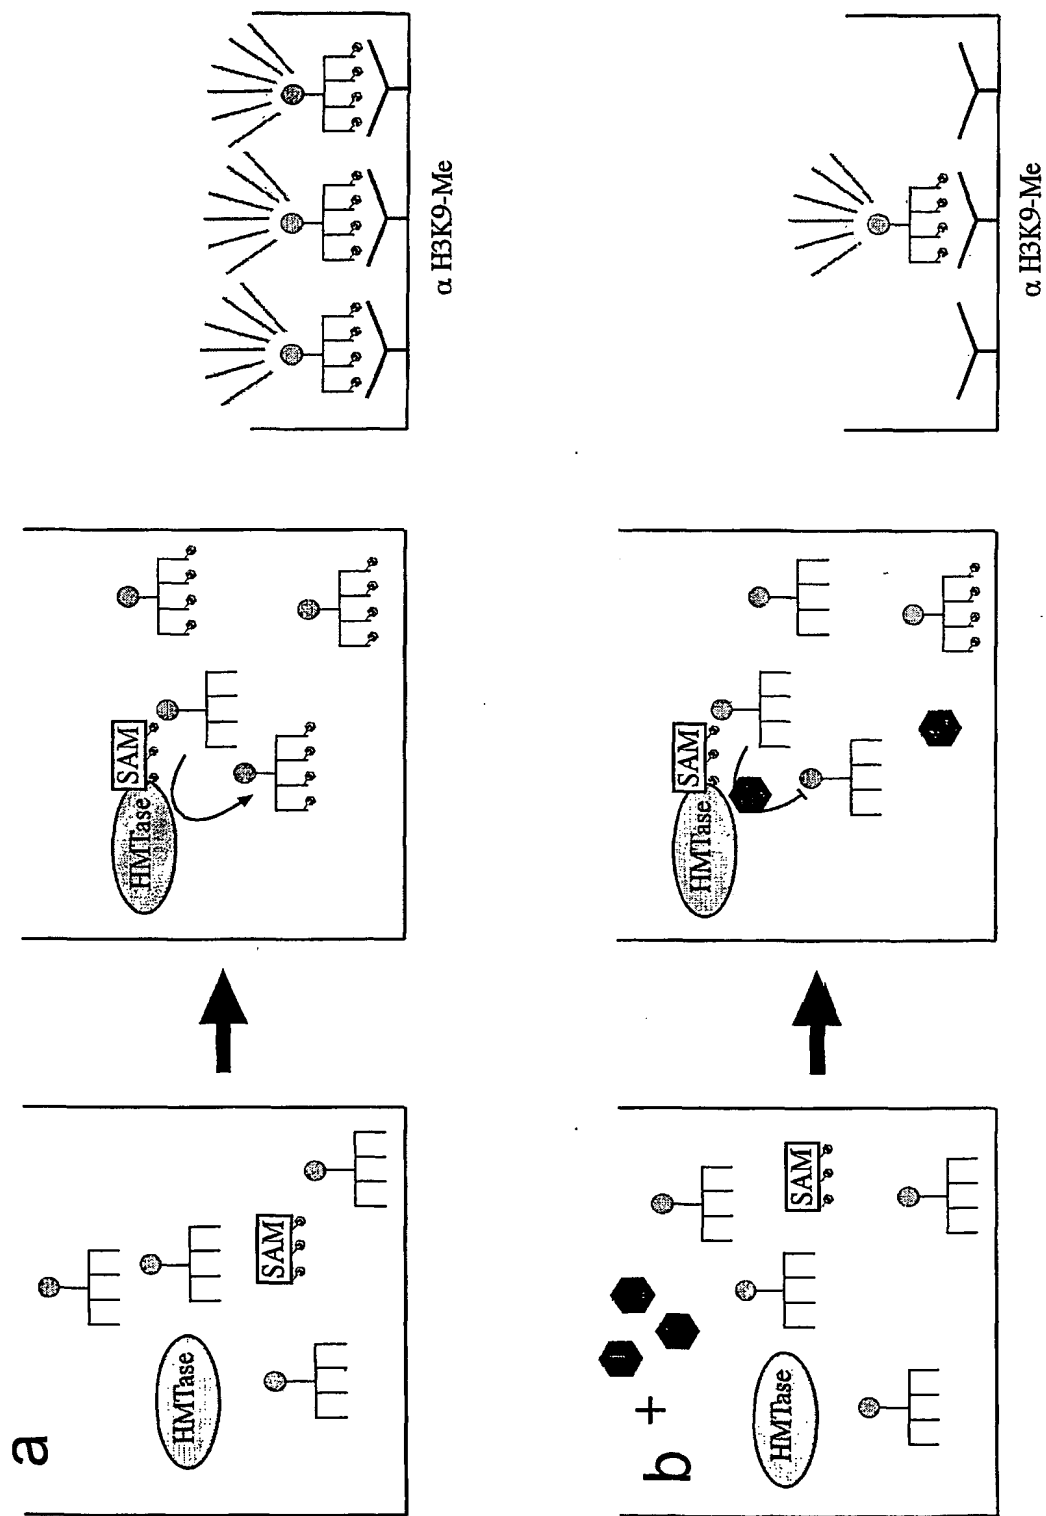 a
HMTase
SAM
HMTase
SAM
α H3K9-Me
b
+
HMTase
SAM
HMTase
SAM
α H3K9-Me